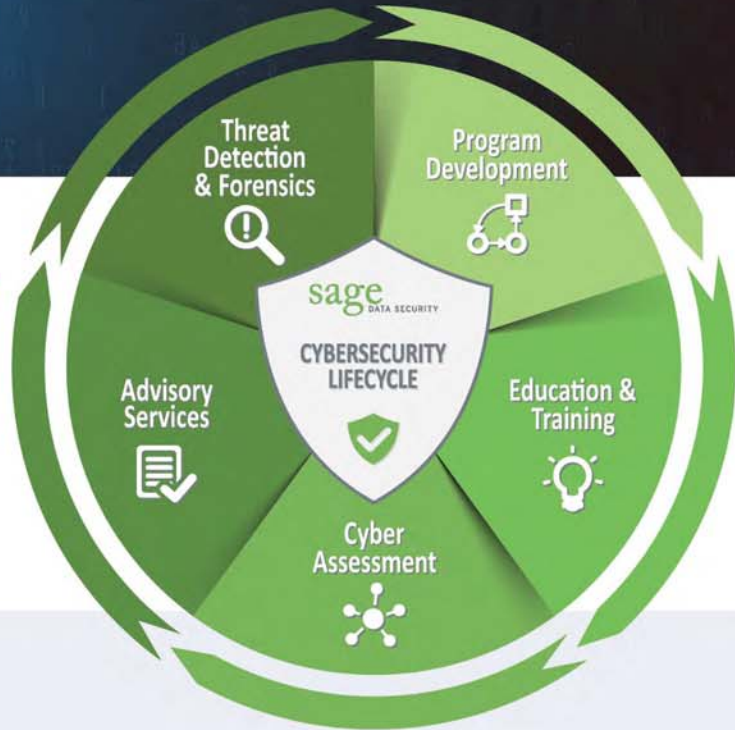 Threat
Detection
& Forensics
Program
Development
sage
DATA SECURITY
CYBERSECURITY
LIFECYCLE
Advisory
Services
Education &
Training
Cyber
Assessment